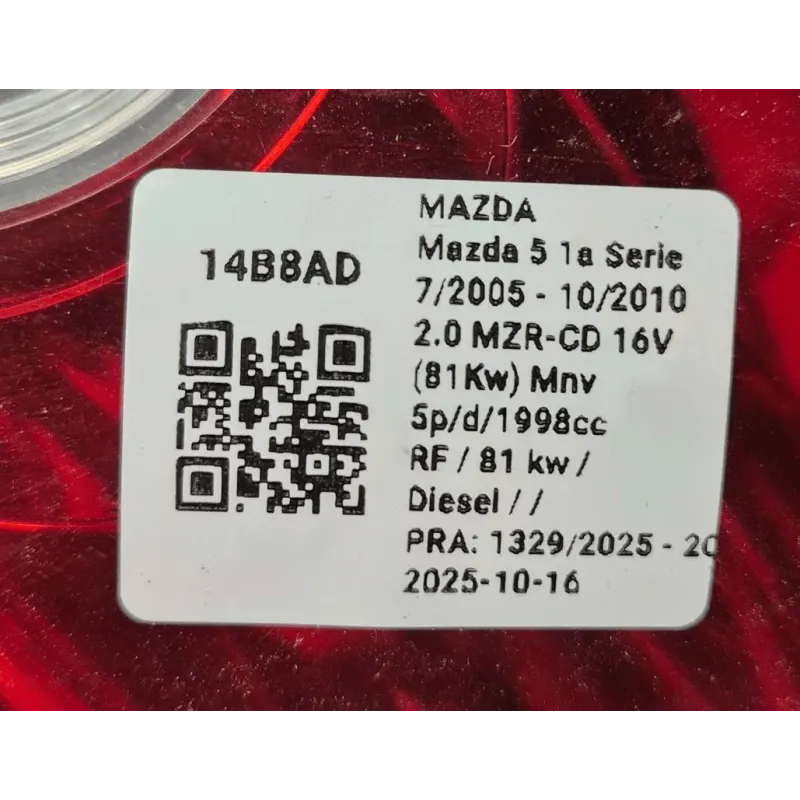 14B8AD
MAZDA
Mazda 5 1a Serie
7/2005 - 10/2010
2.0 MZR-CD 16V
(81Kw) Mnv
5p/d/1998cc
RF / 81 kw /
Diesel / /
PRA: 1329/2025 - 20
2025-10-16